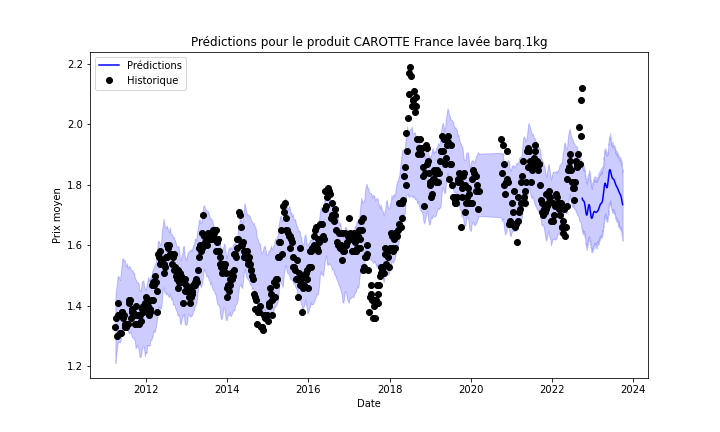 Prédictions pour le produit CAROTTE France lavée barq.1kg
Prédictions
Historique
2.2
2.0
1.8
1.6
1.4
1.2
Prix moyen
2012 2014 2016 2018 2020 2022 2024
Date